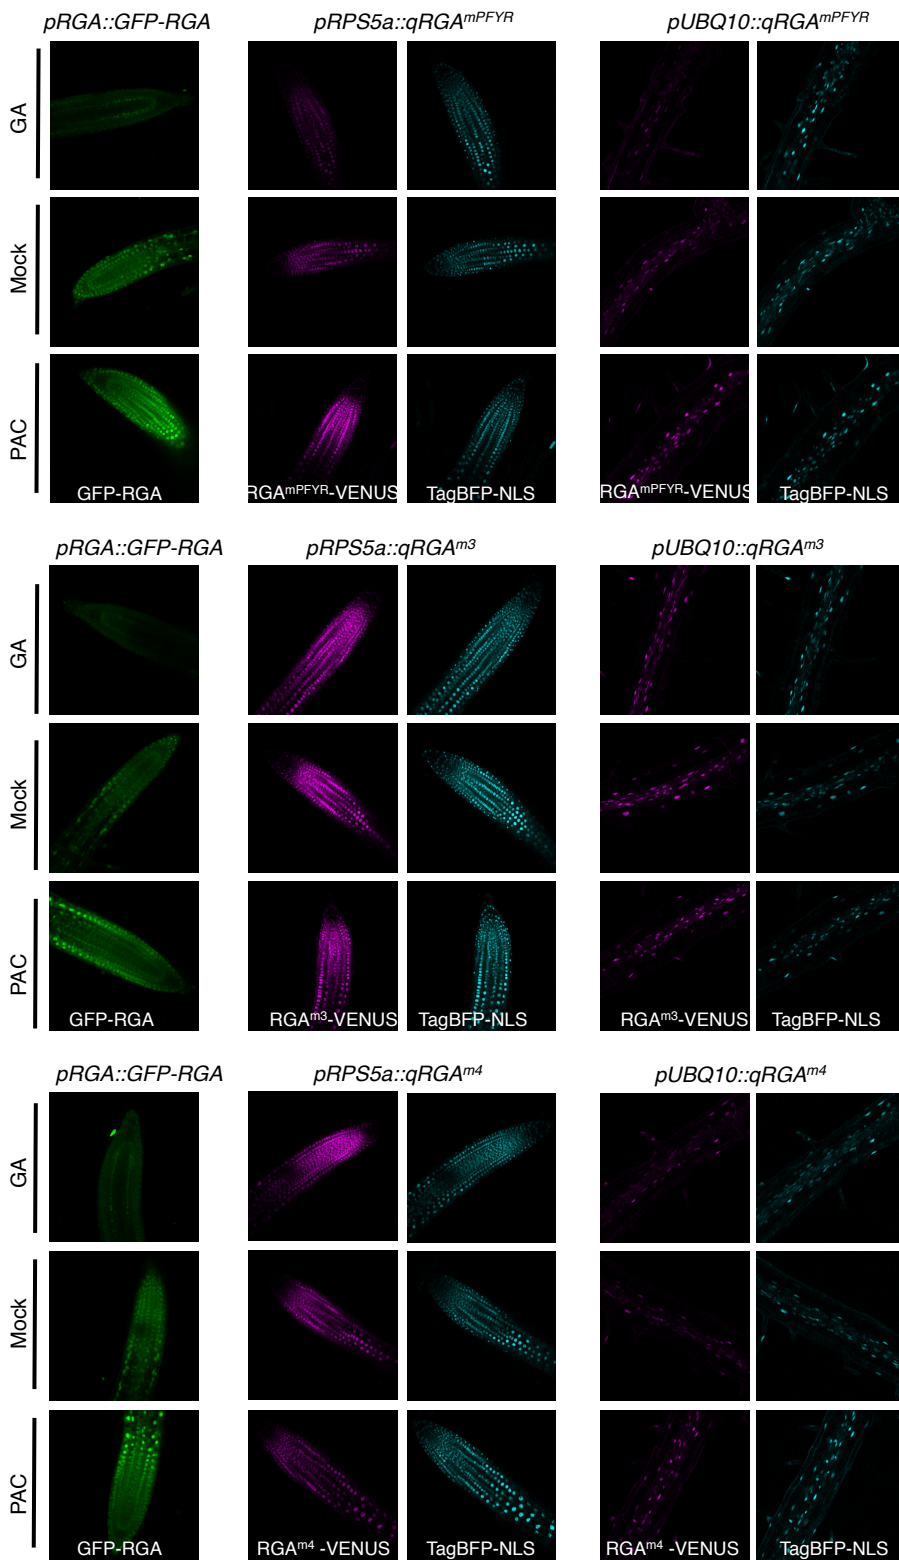 pRGA::GFP-RGA pRPS5a::qRGA^mPFYR pUBQ10::qRGA^mPFYR
GA
Mock
PAC
GFP-RGA RGA^mPFYR-VENUS TagBFP-NLS RGA^mPFYR-VENUS TagBFP-NLS
pRGA::GFP-RGA pRPS5a::qRGA^m3 pUBQ10::qRGA^m3
GA
Mock
PAC
GFP-RGA RGA^m3-VENUS TagBFP-NLS RGA^m3-VENUS TagBFP-NLS
pRGA::GFP-RGA pRPS5a::qRGA^m4 pUBQ10::qRGA^m4
GA
Mock
PAC
GFP-RGA RGA^m4 -VENUS TagBFP-NLS RGA^m4 -VENUS TagBFP-NLS